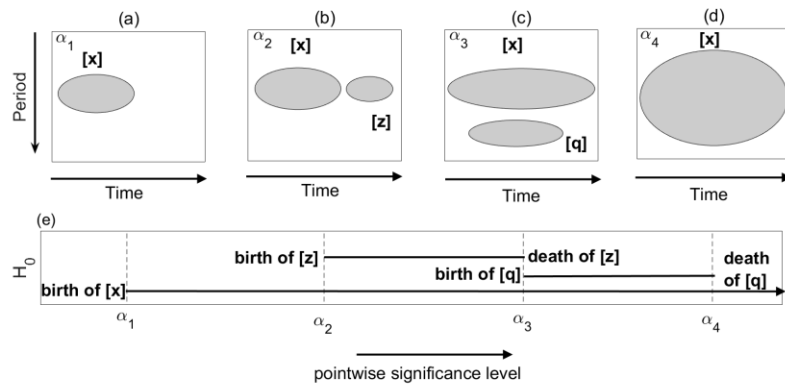 (a) (b) (c) (d)
α1 [x]
α2 [x] [z]
α3 [x] [q]
α4 [x]
Period
Time Time Time Time
(e)
H0
birth of [z] death of [z] death
birth of [q] of [q]
birth of [x]
α1 α2 α3 α4
pointwise significance level